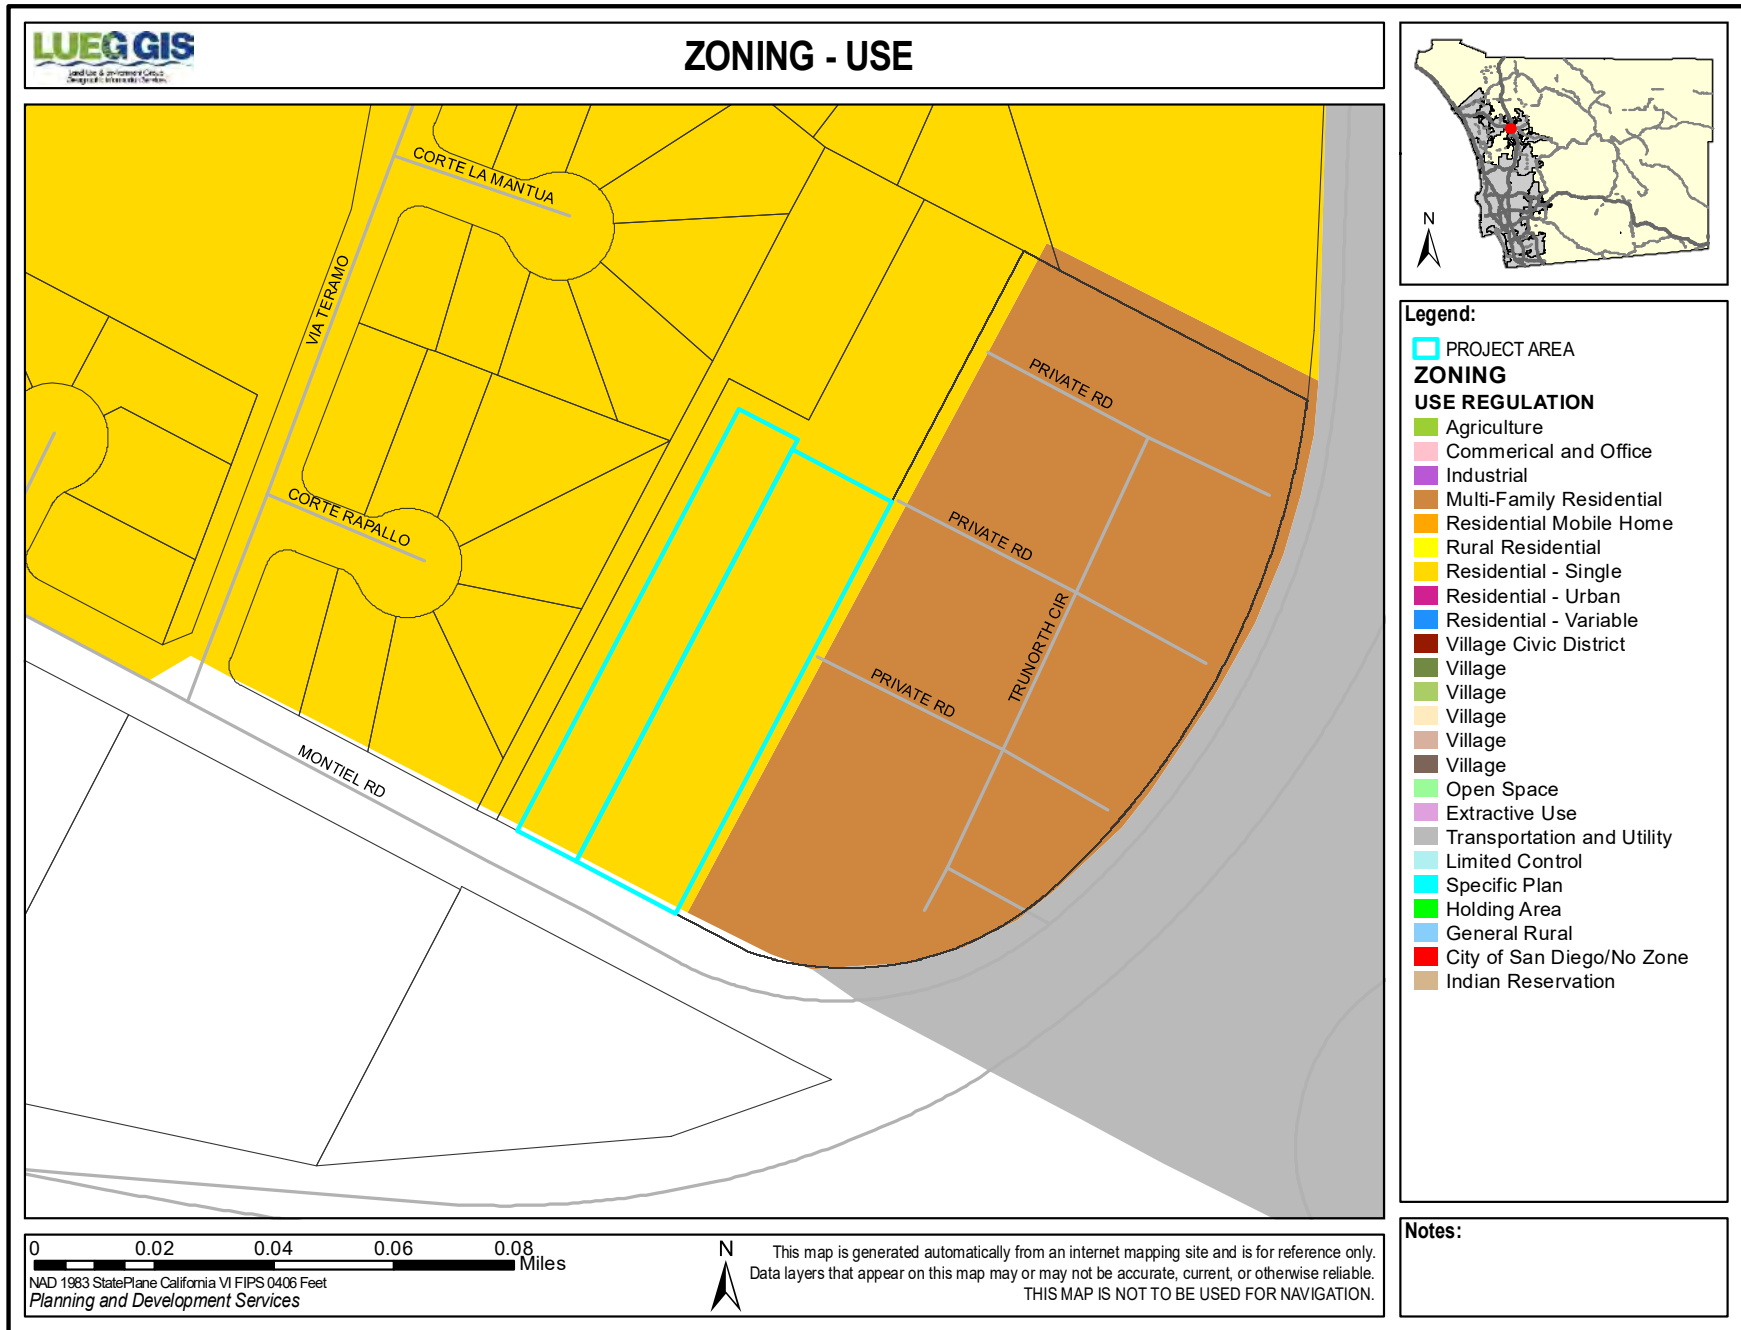 LUEG GIS
Land Use & Environment Group
Geographic Information Services
ZONING - USE
CORTE LA MANTUA
VIA TERAMO
CORTE RAPALLO
MONTIEL RD
PRIVATE RD
PRIVATE RD
PRIVATE RD
TRUNORTH CIR
N
Legend:
PROJECT AREA
ZONING
USE REGULATION
Agriculture
Commerical and Office
Industrial
Multi-Family Residential
Residential Mobile Home
Rural Residential
Residential - Single
Residential - Urban
Residential - Variable
Village Civic District
Village
Village
Village
Village
Village
Open Space
Extractive Use
Transportation and Utility
Limited Control
Specific Plan
Holding Area
General Rural
City of San Diego/No Zone
Indian Reservation
Notes:
0 0.02 0.04 0.06 0.08
Miles
NAD 1983 StatePlane California VI FIPS 0406 Feet
Planning and Development Services
N
This map is generated automatically from an internet mapping site and is for reference only.
Data layers that appear on this map may or may not be accurate, current, or otherwise reliable.
THIS MAP IS NOT TO BE USED FOR NAVIGATION.